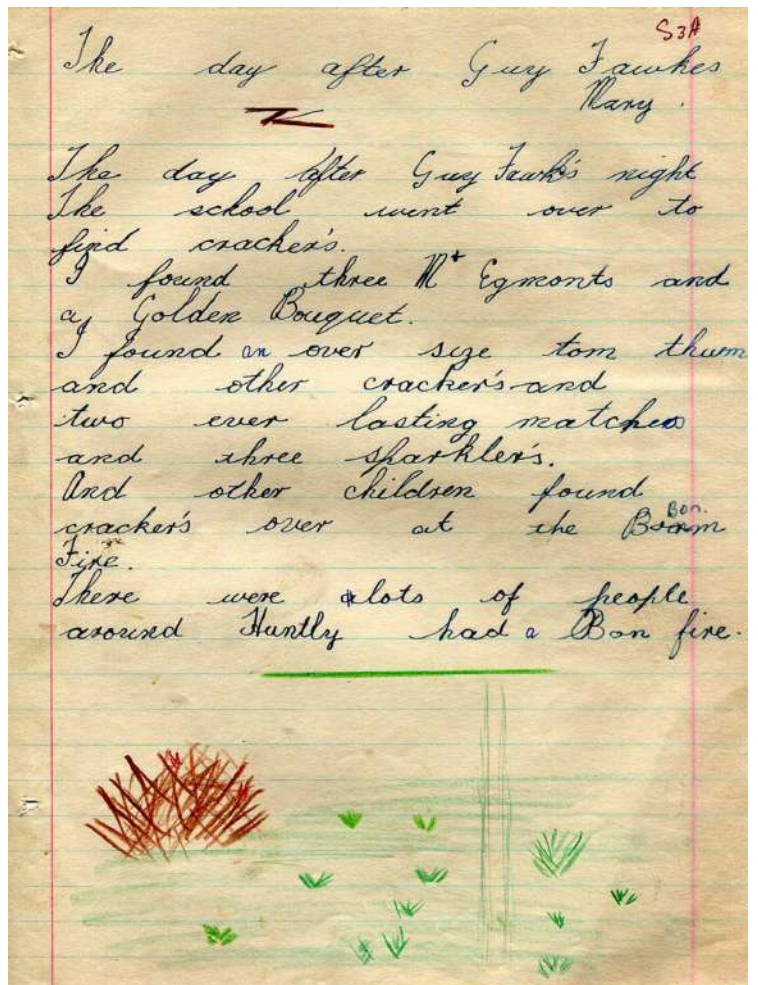 S3A
The day after Guy Fawkes
Mary.
The day after Guy Fawk's night
The school went over to
find cracker's.
I found three Mt Egmonts and
a Golden Bouquet.
I found an over size tom thum
and other cracker's and
two ever lasting matches
and three sparkler's.
And other children found
cracker's over at the Bon.
Fire.
There were lots of people
around Huntly had a Bon fire.